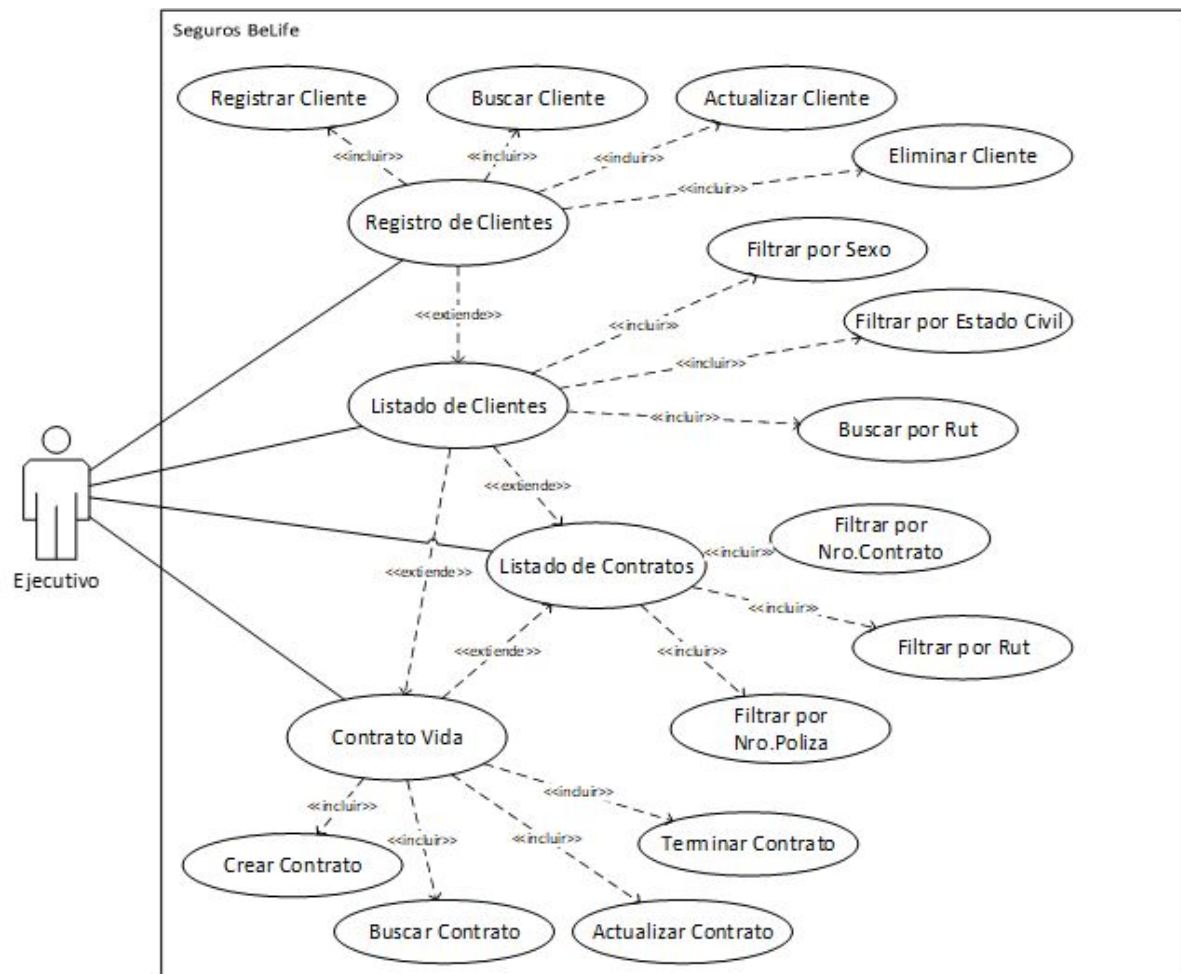 Seguros BeLife
Registrar Cliente
Buscar Cliente
Actualizar Cliente
Eliminar Cliente
<<incluir>>
<<incluir>>
<<incluir>>
<<incluir>>
Registro de Clientes
Filtrar por Sexo
<<extiende>>
<<incluir>>
Filtrar por Estado Civil
<<incluir>>
Listado de Clientes
<<incluir>>
Buscar por Rut
<<extiende>>
Filtrar por
Nro.Contrato
<<incluir>>
Listado de Contratos
<<extiende>>
Ejecutivo
<<incluir>>
Filtrar por Rut
<<extiende>>
<<incluir>>
Filtrar por
Nro.Poliza
Contrato Vida
<<incluir>>
<<incluir>>
<<incluir>>
<<incluir>>
Terminar Contrato
Crear Contrato
Buscar Contrato
Actualizar Contrato